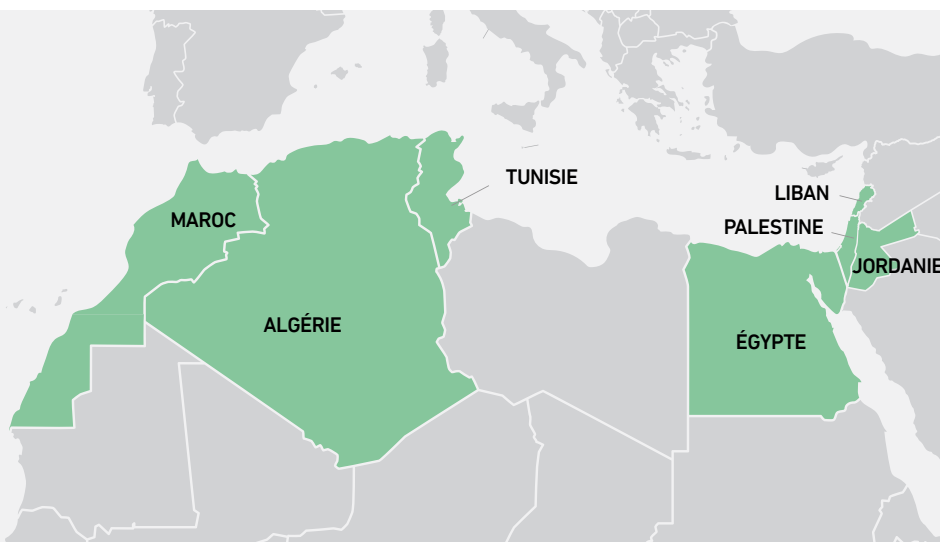 TUNISIE
LIBAN
MAROC
PALESTINE
JORDANIE
ALGÉRIE
ÉGYPTE